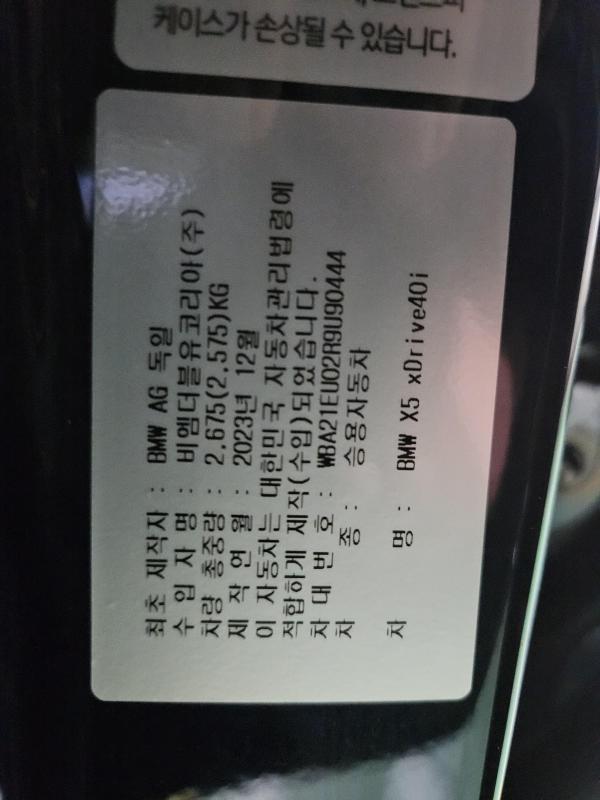 케이스가 손상될 수 있습니다.
최초 제작자 : BMW AG 독일
수 입 자 명 : 비엠더블유코리아(주)
차량 총중량 : 2,675(2,575)KG
제 작 연 월 : 2023년 12월
이 자동차는 대한민국 자동차관리법령에
적합하게 제작(수입)되었습니다.
차 대 번 호 : WBA21EU02R9U90444
차 종 : 승용자동차
차 명 : BMW X5 xDrive40i